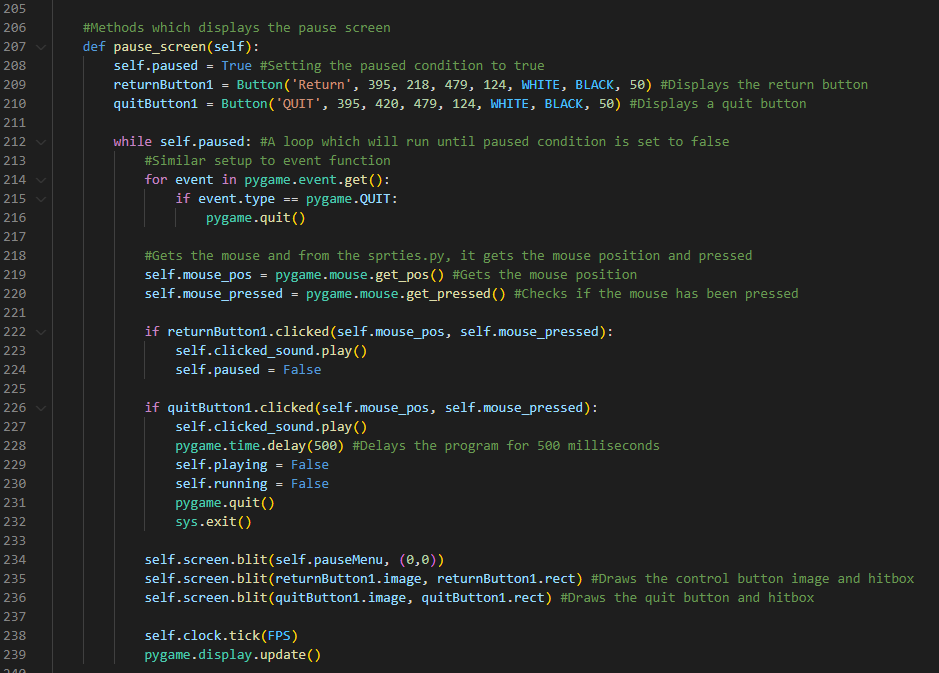 205
206 #Methods which displays the pause screen
207 def pause_screen(self):
208 self.paused = True #Setting the paused condition to true
209 returnButton1 = Button('Return', 395, 218, 479, 124, WHITE, BLACK, 50) #Displays the return button
210 quitButton1 = Button('QUIT', 395, 420, 479, 124, WHITE, BLACK, 50) #Displays a quit button
211
212 while self.paused: #A loop which will run until paused condition is set to false
213 #Similar setup to event function
214 for event in pygame.event.get():
215 if event.type == pygame.QUIT:
216 pygame.quit()
217
218 #Gets the mouse and from the sprties.py, it gets the mouse position and pressed
219 self.mouse_pos = pygame.mouse.get_pos() #Gets the mouse position
220 self.mouse_pressed = pygame.mouse.get_pressed() #Checks if the mouse has been pressed
221
222 if returnButton1.clicked(self.mouse_pos, self.mouse_pressed):
223 self.clicked_sound.play()
224 self.paused = False
225
226 if quitButton1.clicked(self.mouse_pos, self.mouse_pressed):
227 self.clicked_sound.play()
228 pygame.time.delay(500) #Delays the program for 500 milliseconds
229 self.playing = False
230 self.running = False
231 pygame.quit()
232 sys.exit()
233
234 self.screen.blit(self.pauseMenu, (0,0))
235 self.screen.blit(returnButton1.image, returnButton1.rect) #Draws the control button image and hitbox
236 self.screen.blit(quitButton1.image, quitButton1.rect) #Draws the quit button and hitbox
237
238 self.clock.tick(FPS)
239 pygame.display.update()